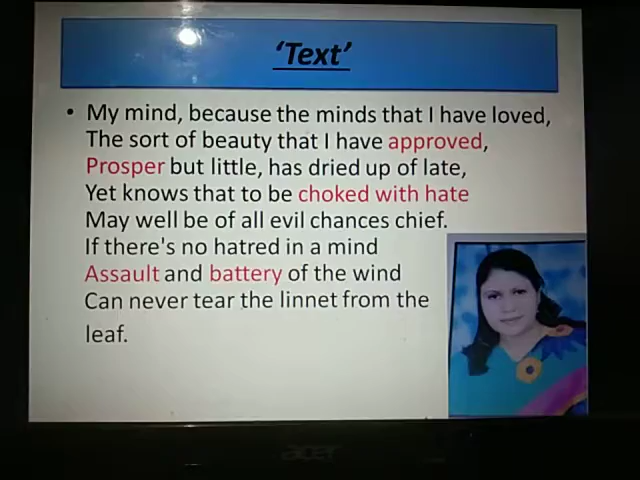 'Text'
• My mind, because the minds that I have loved,
The sort of beauty that I have approved,
Prosper but little, has dried up of late,
Yet knows that to be choked with hate
May well be of all evil chances chief.
If there's no hatred in a mind
Assault and battery of the wind
Can never tear the linnet from the
leaf.
acer